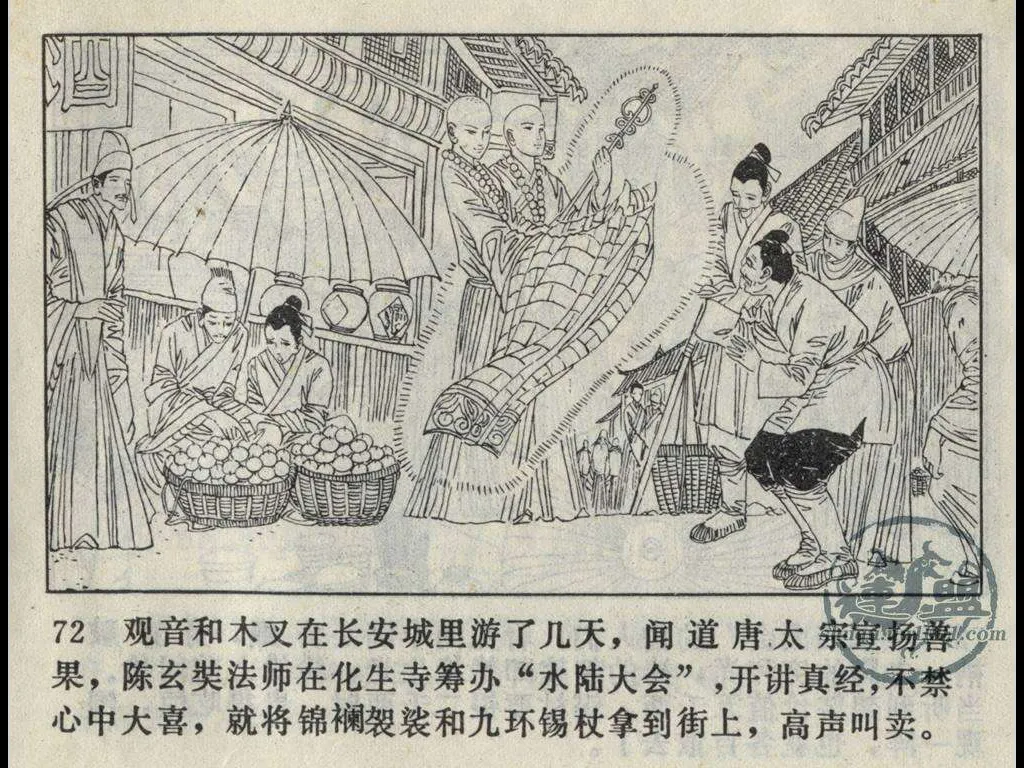 72 观音和木叉在长安城里游了几天，闻道唐太宗宣扬善
果，陈玄奘法师在化生寺筹办“水陆大会”，开讲真经，不禁
心中大喜，就将锦襕袈裟和九环锡杖拿到街上，高声叫卖。